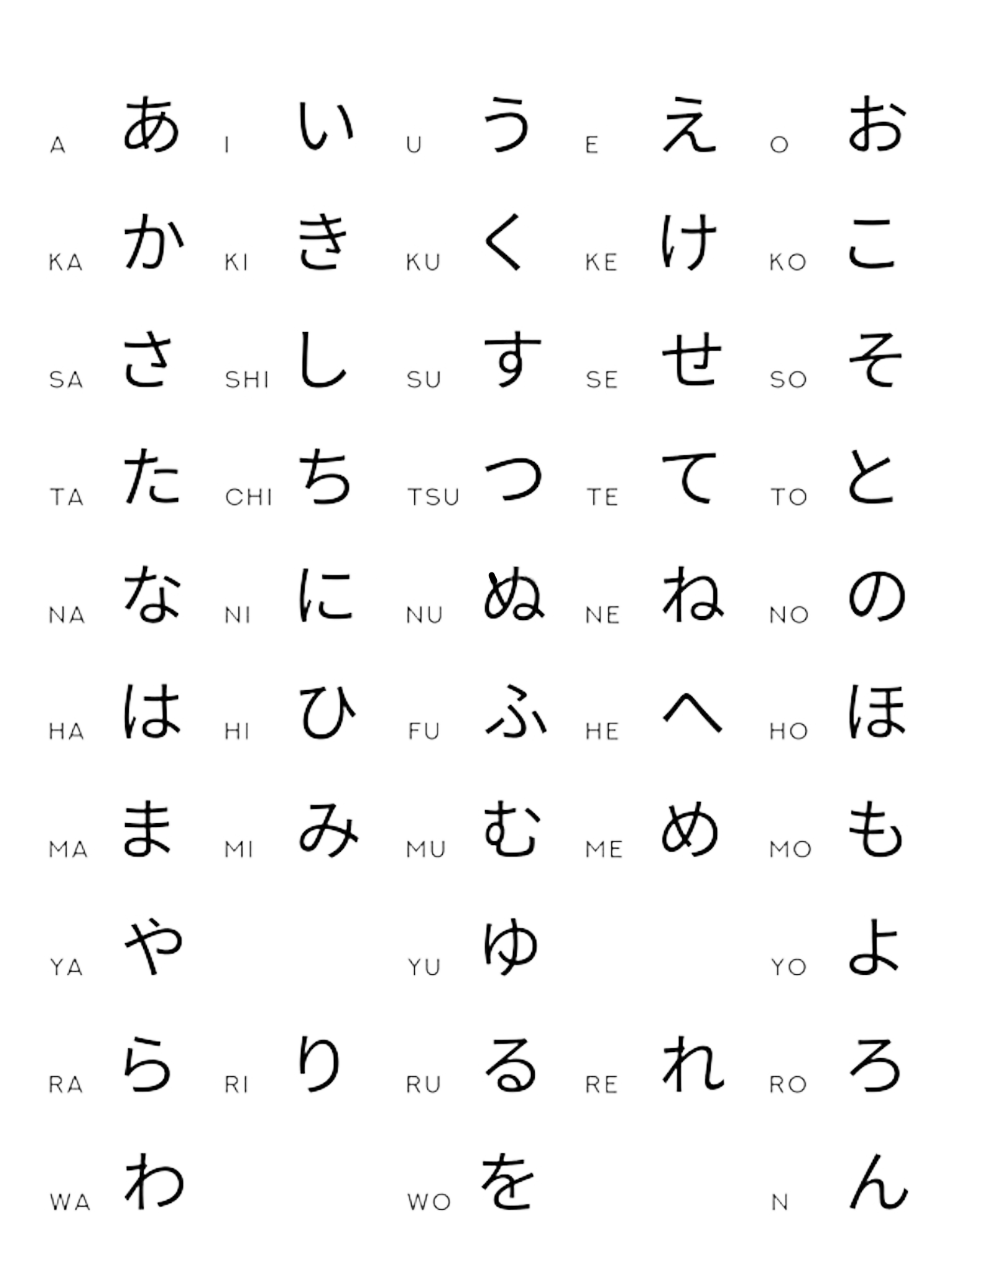 A あ I い U う E え O お
KA か KI き KU く KE け KO こ
SA さ SHI し SU す SE せ SO そ
TA た CHI ち TSU つ TE て TO と
NA な NI に NU ぬ NE ね NO の
HA は HI ひ FU ふ HE へ HO ほ
MA ま MI み MU む ME め MO も
YA や YU ゆ YO よ
RA ら RI り RU る RE れ RO ろ
WA わ WO を N ん